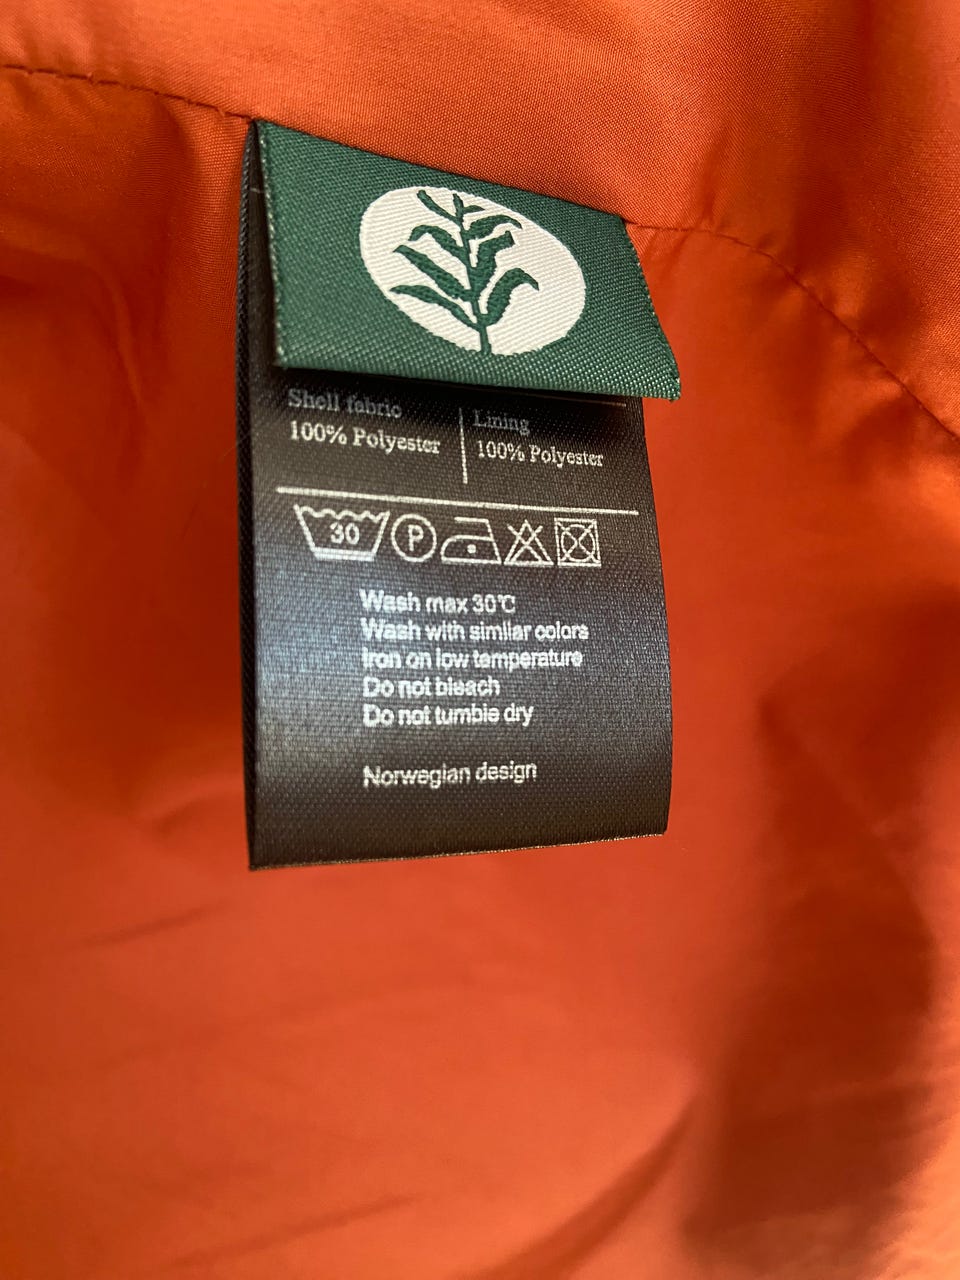 Shell fabric
100% Polyester
Lining
100% Polyester
30 P
Wash max 30°C
Wash with similar colors
Iron on low temperature
Do not bleach
Do not tumble dry
Norwegian design